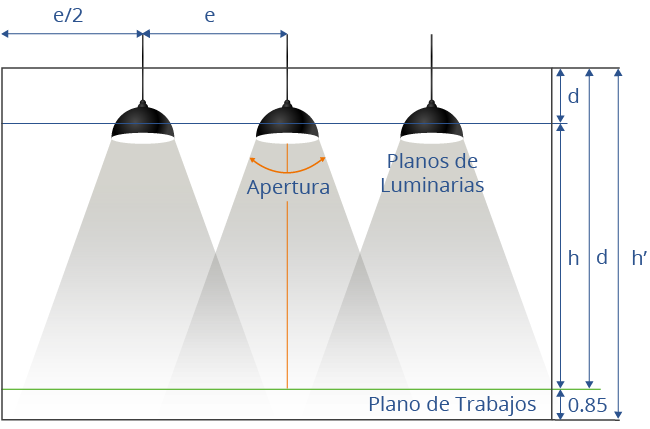 e/2
e
d
Planos de
Luminarias
Apertura
h
d
h'
Plano de Trabajos
0.85